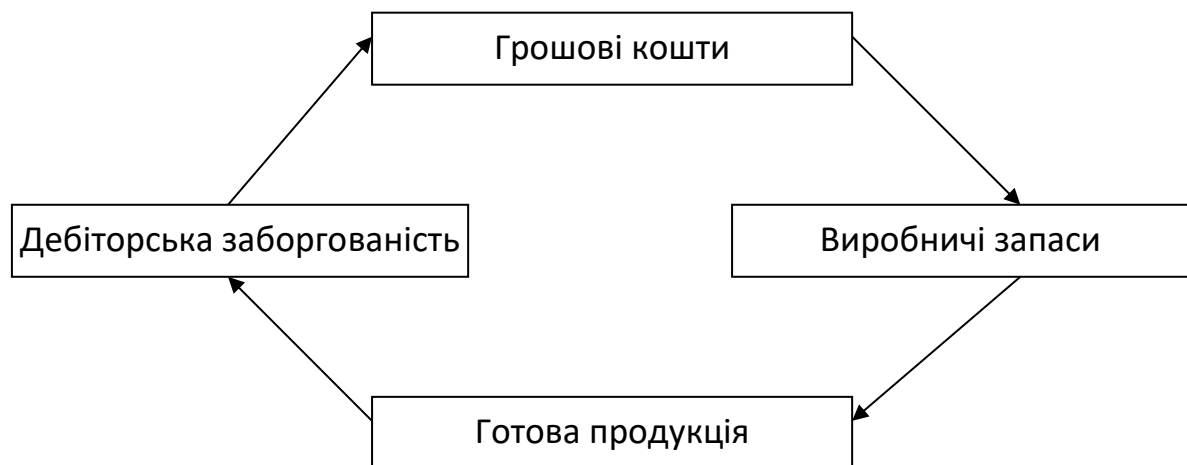 Грошові кошти
Дебіторська заборгованість
Виробничі запаси
Готова продукція